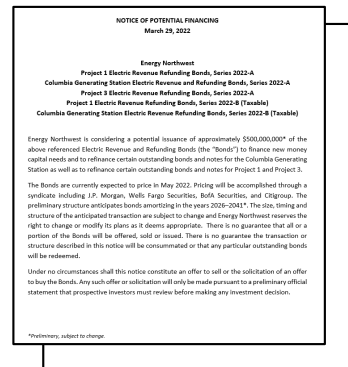 NOTICE OF POTENTIAL FINANCING
March 29, 2022
Energy Northwest
Project 1 Electric Revenue Refunding Bonds, Series 2022-A
Columbia Generating Station Electric Revenue and Refunding Bonds, Series 2022-A
Project 3 Electric Revenue Refunding Bonds, Series 2022-A
Project 1 Electric Revenue Refunding Bonds, Series 2022-B (Taxable)
Columbia Generating Station Electric Revenue Refunding Bonds, Series 2022-B (Taxable)
Energy Northwest is considering a potential issuance of approximately $500,000,000* of the
above referenced Electric Revenue and Refunding Bonds (the "Bonds") to finance new money
capital needs and to refinance certain outstanding bonds and notes for the Columbia Generating
Station as well as to refinance certain outstanding bonds and notes for Project 1 and Project 3.
The Bonds are currently expected to price in May 2022. Pricing will be accomplished through a
syndicate including J.P. Morgan, Wells Fargo Securities, BofA Securities, and Citigroup. The
preliminary structure anticipates bonds amortizing in the years 2026–2041*. The size, timing and
structure of the anticipated transaction are subject to change and Energy Northwest reserves the
right to change or modify its plans as it deems appropriate. There is no guarantee that all or a
portion of the Bonds will be offered, sold or issued. There is no guarantee the transaction or
structure described in this notice will be consummated or that any particular outstanding bonds
will be redeemed.
Under no circumstances shall this notice constitute an offer to sell or the solicitation of an offer
to buy the Bonds. Any such offer or solicitation will only be made pursuant to a preliminary official
statement that prospective investors must review before making any investment decision.
*Preliminary, subject to change.